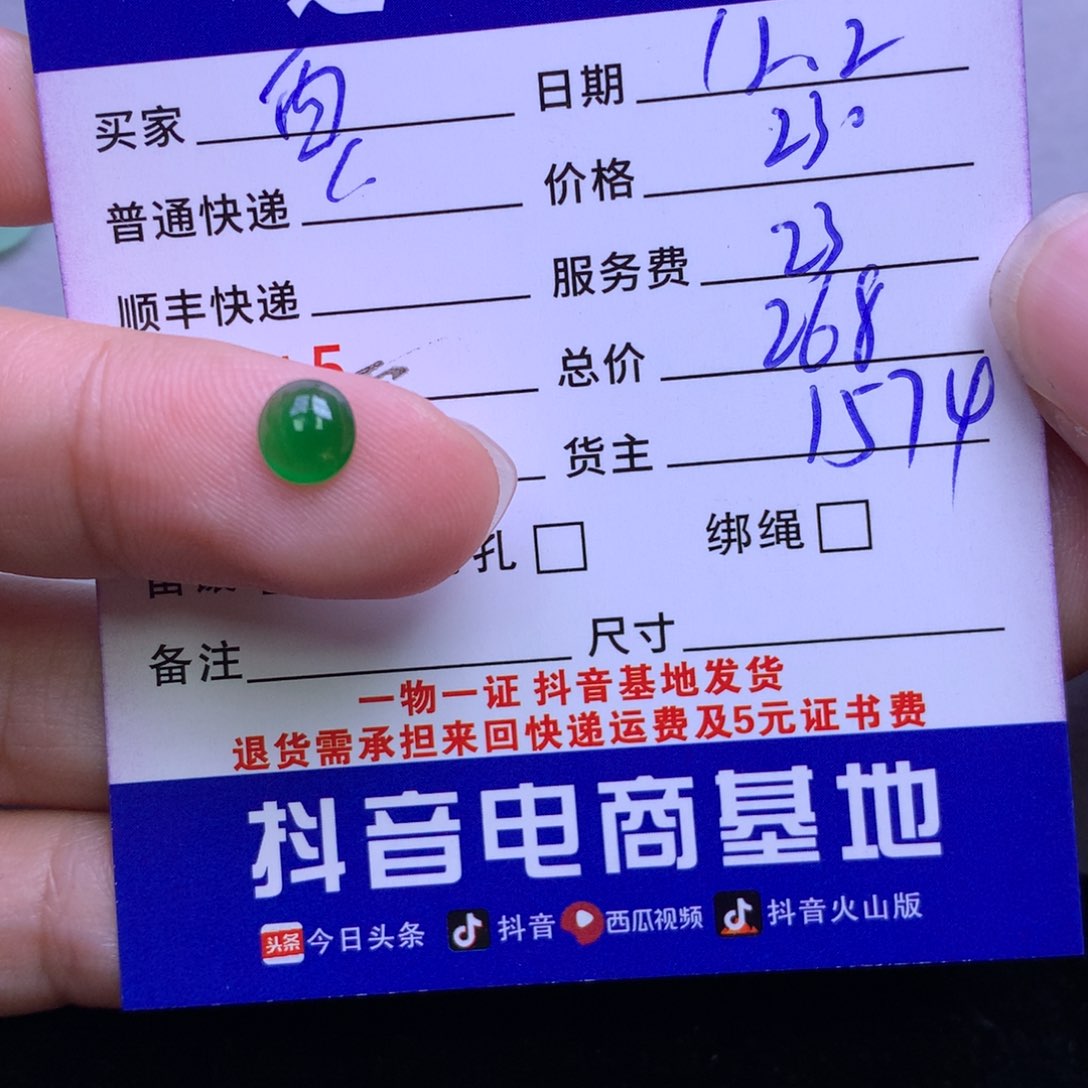 买家 日期 12.2
普通快递 价格 230
顺丰快递 服务费 23
15 总价 268
货主 1574
孔 绑绳
备注 尺寸
一物一证 抖音基地发货
退货需承担来回快递运费及5元证书费
抖音电商基地
头条 今日头条 抖音 西瓜视频 抖音火山版